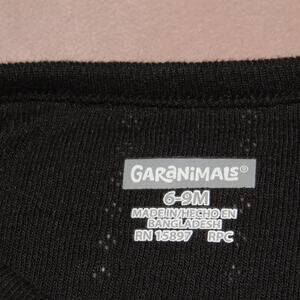 GARANIMALS®
6-9M
MADE IN/HECHO EN
BANGLADESH
RN 15897 RPC